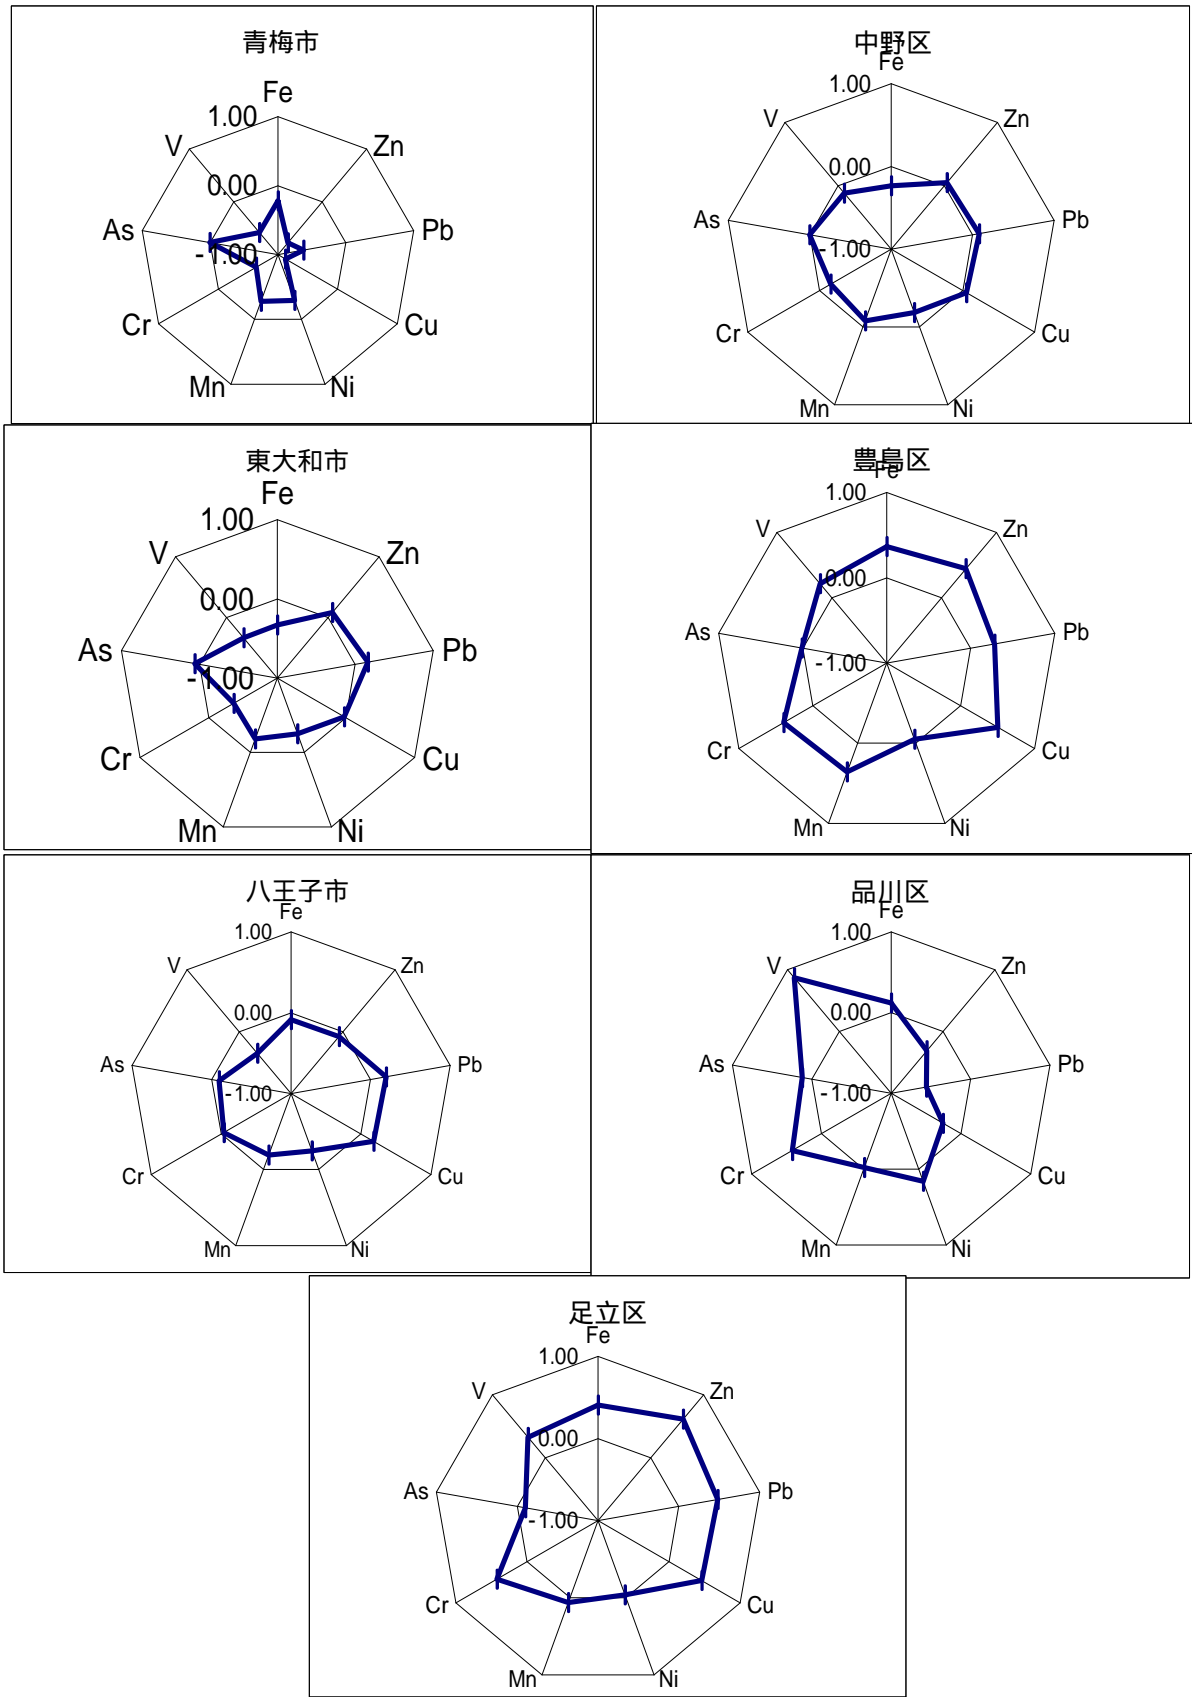 青梅市
Fe
1.00
V
Zn
0.00
As
Pb
-1.00
Cr
Cu
Mn
Ni
中野区
Fe
1.00
V
Zn
0.00
As
Pb
-1.00
Cr
Cu
Mn
Ni
東大和市
Fe
1.00
V
Zn
0.00
As
Pb
-1.00
Cr
Cu
Mn
Ni
豊島区
Fe
1.00
V
Zn
0.00
As
Pb
-1.00
Cr
Cu
Mn
Ni
八王子市
Fe
1.00
V
Zn
0.00
As
Pb
-1.00
Cr
Cu
Mn
Ni
品川区
Fe
1.00
V
Zn
0.00
As
Pb
-1.00
Cr
Cu
Mn
Ni
足立区
Fe
1.00
V
Zn
0.00
As
Pb
-1.00
Cr
Cu
Mn
Ni